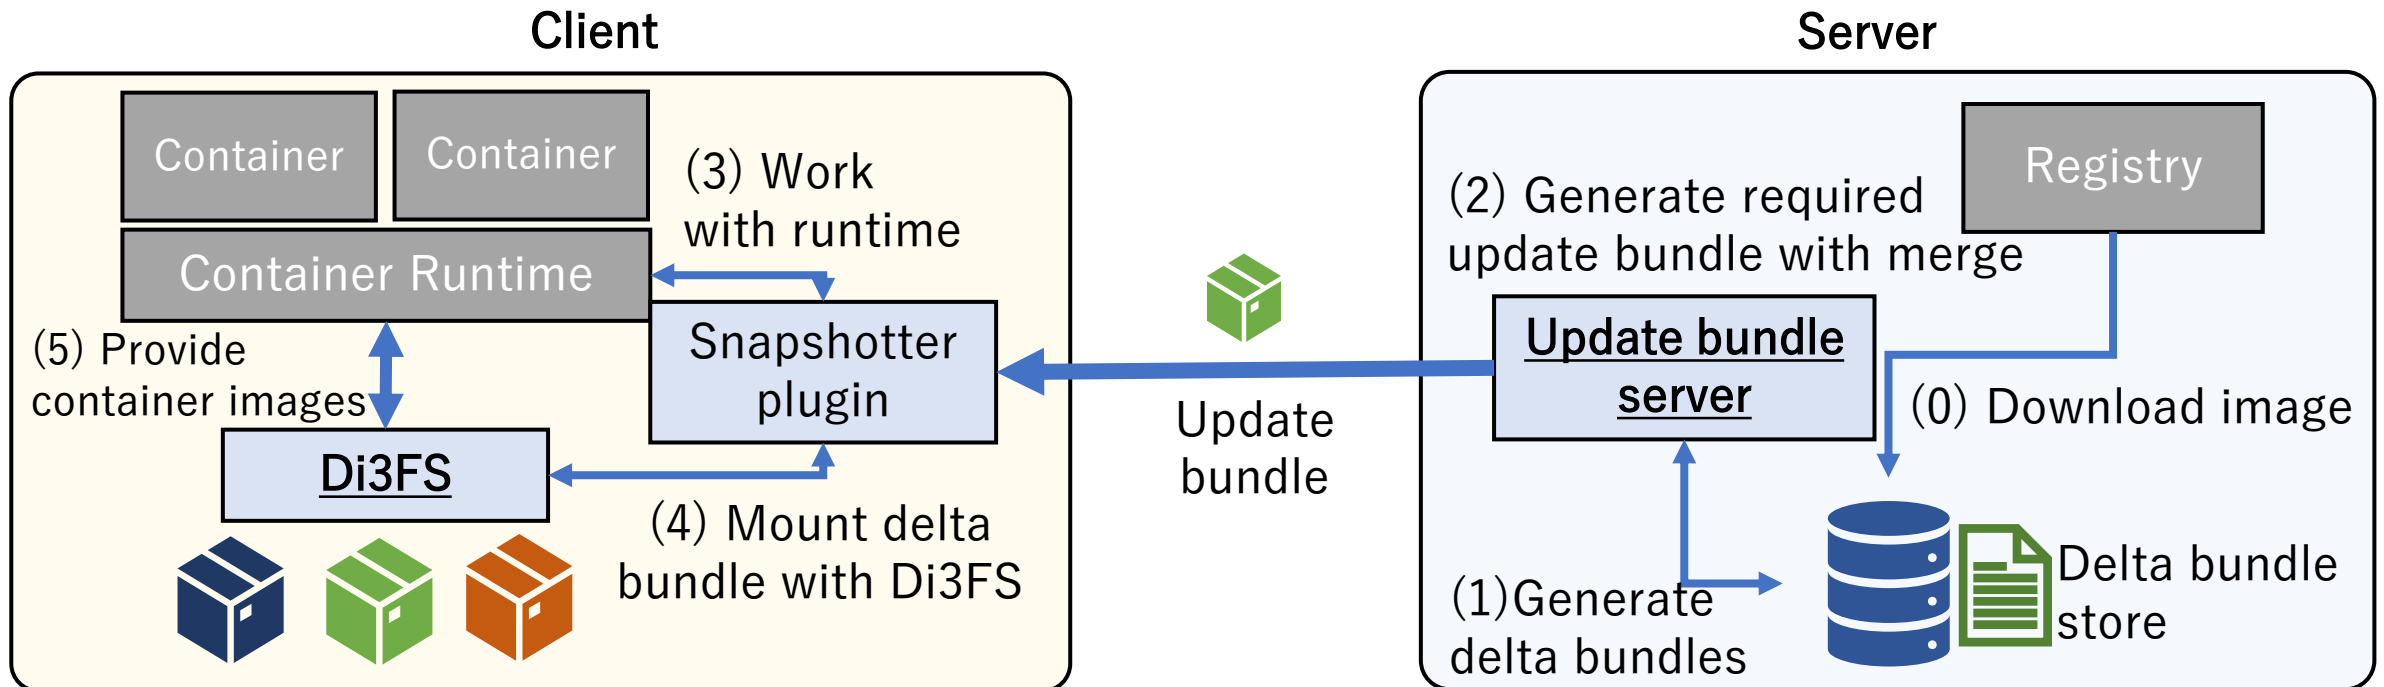 Client
Container
Container
(3) Work
with runtime
Container Runtime
Snapshotter
plugin
(5) Provide
container images
Di3FS
(4) Mount delta
bundle with Di3FS
Update
bundle
Server
Registry
(2) Generate required
update bundle with merge
Update bundle
server
(0) Download image
(1)Generate
delta bundles
Delta bundle
store